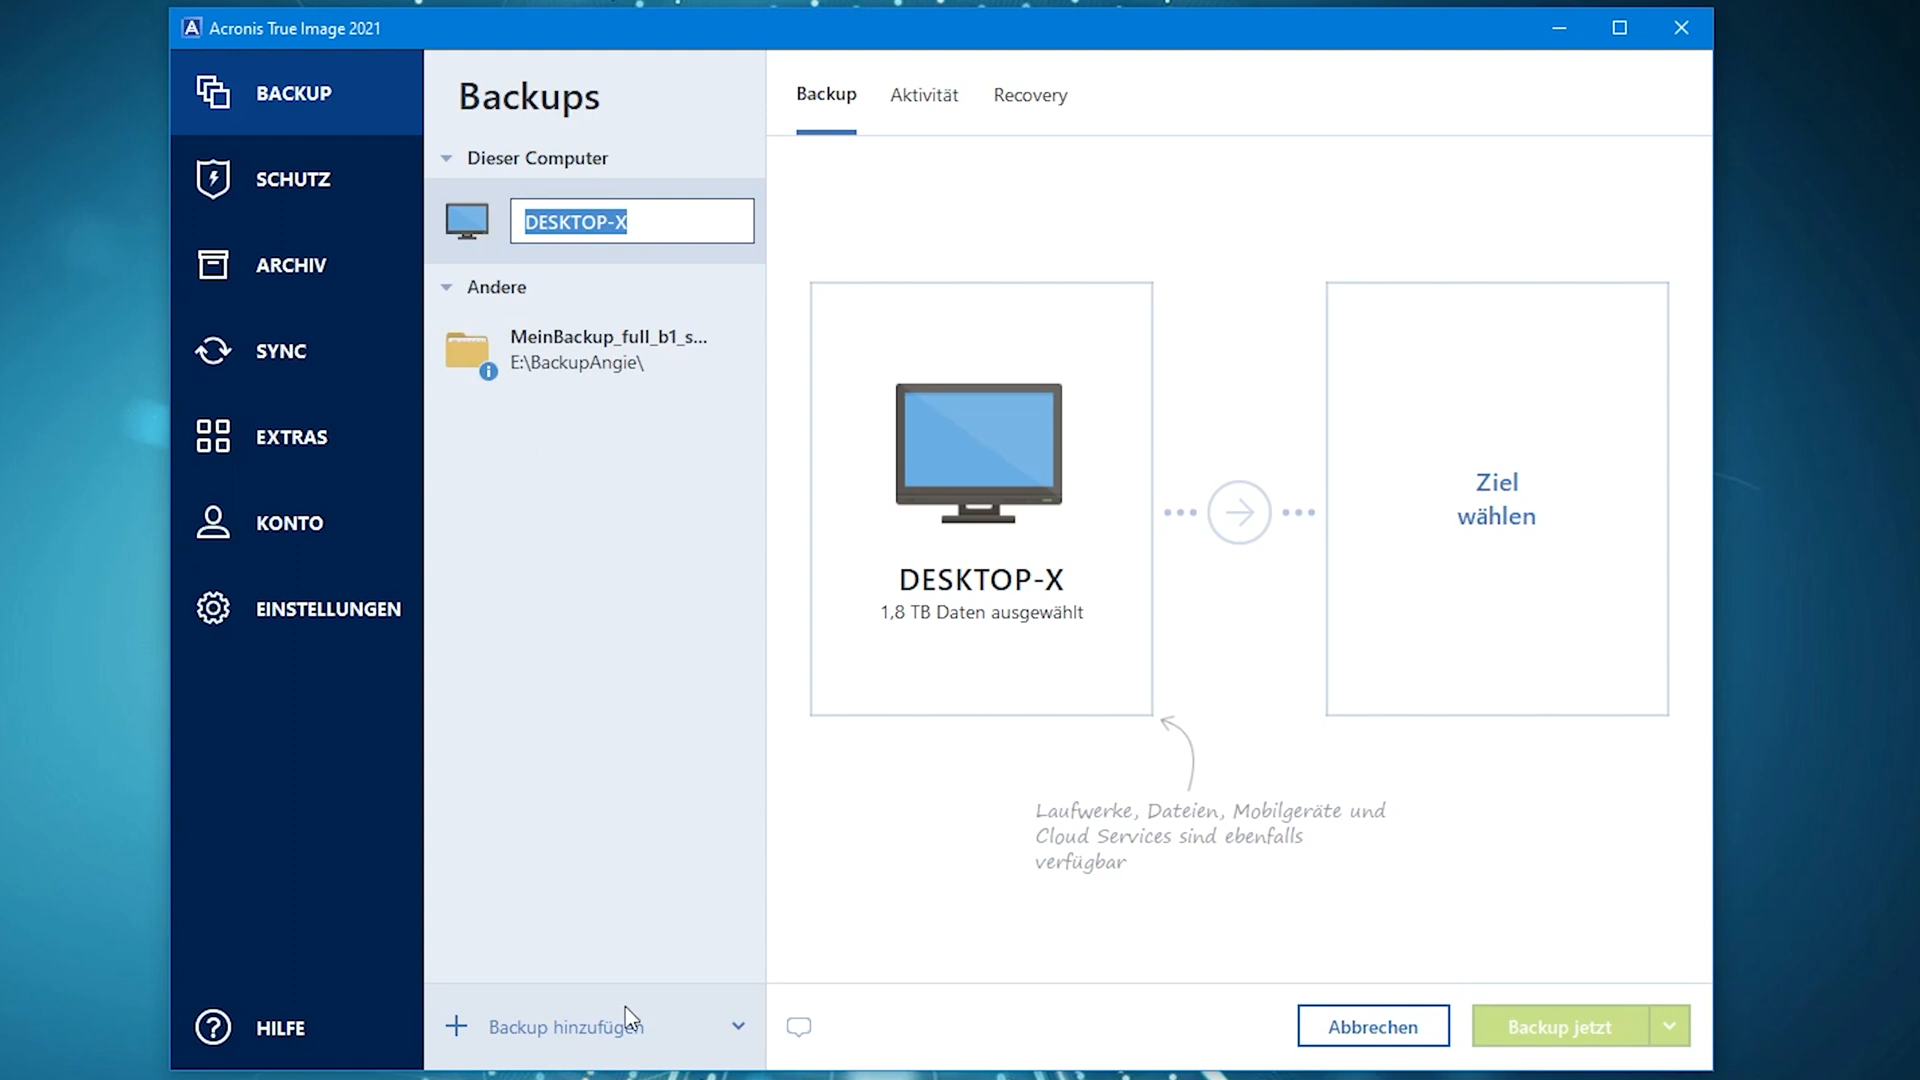 Acronis True Image 2021
BACKUP
SCHUTZ
ARCHIV
SYNC
EXTRAS
KONTO
EINSTELLUNGEN
HILFE
Backups
Dieser Computer
DESKTOP-X
Andere
MeinBackup_full_b1_s...
E:\BackupAngie\
Backup hinzufügen
Backup
Aktivität
Recovery
DESKTOP-X
1,8 TB Daten ausgewählt
Ziel
wählen
Laufwerke, Dateien, Mobilgeräte und
Cloud Services sind ebenfalls
verfügbar
Abbrechen
Backup jetzt